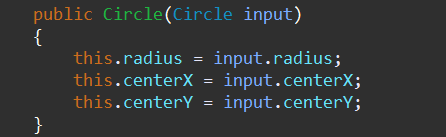 public Circle(Circle input)
{
this.radius = input.radius;
this.centerX = input.centerX;
this.centerY = input.centerY;
}